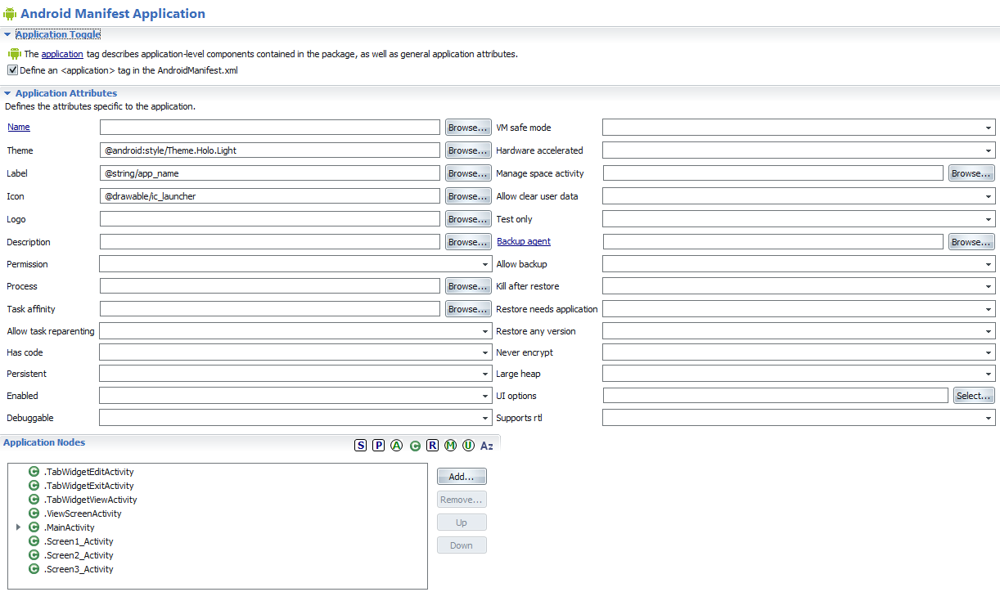 Android Manifest Application
Application Toggle
The application tag describes application-level components contained in the package, as well as general application attributes.
Define an <application> tag in the AndroidManifest.xml
Application Attributes
Defines the attributes specific to the application.
Name Browse... VM safe mode
Theme @android:style/Theme.Holo.Light Browse... Hardware accelerated
Label @string/app_name Browse... Manage space activity Browse...
Icon @drawable/ic_launcher Browse... Allow clear user data
Logo Browse... Test only
Description Browse... Backup agent Browse...
Permission Allow backup
Process Browse... Kill after restore
Task affinity Browse... Restore needs application
Allow task reparenting Restore any version
Has code Never encrypt
Persistent Large heap
Enabled UI options Select...
Debuggable Supports rtl
Application Nodes S P A C R M U Az
C .TabWidgetEditActivity Add...
C .TabWidgetExitActivity
C .TabWidgetViewActivity Remove...
C .ViewScreenActivity
C .MainActivity Up
C .Screen1_Activity Down
C .Screen2_Activity
C .Screen3_Activity